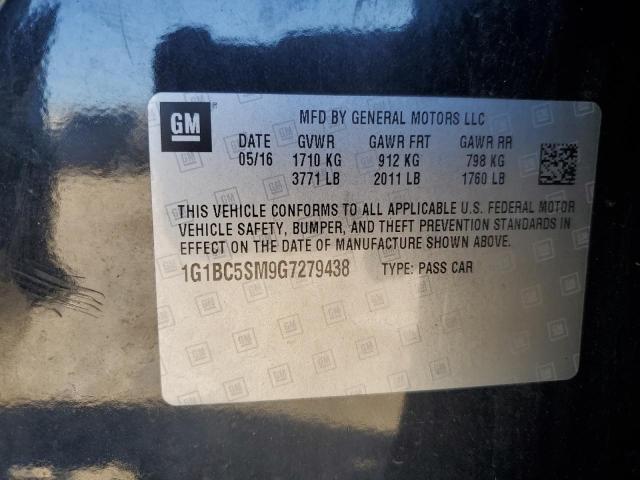 GM
MFD BY GENERAL MOTORS LLC
DATE GVWR GAWR FRT GAWR RR
05/16 1710 KG 912 KG 798 KG
3771 LB 2011 LB 1760 LB
THIS VEHICLE CONFORMS TO ALL APPLICABLE U.S. FEDERAL MOTOR
VEHICLE SAFETY, BUMPER, AND THEFT PREVENTION STANDARDS IN
EFFECT ON THE DATE OF MANUFACTURE SHOWN ABOVE.
1G1BC5SM9G7279438 TYPE: PASS CAR